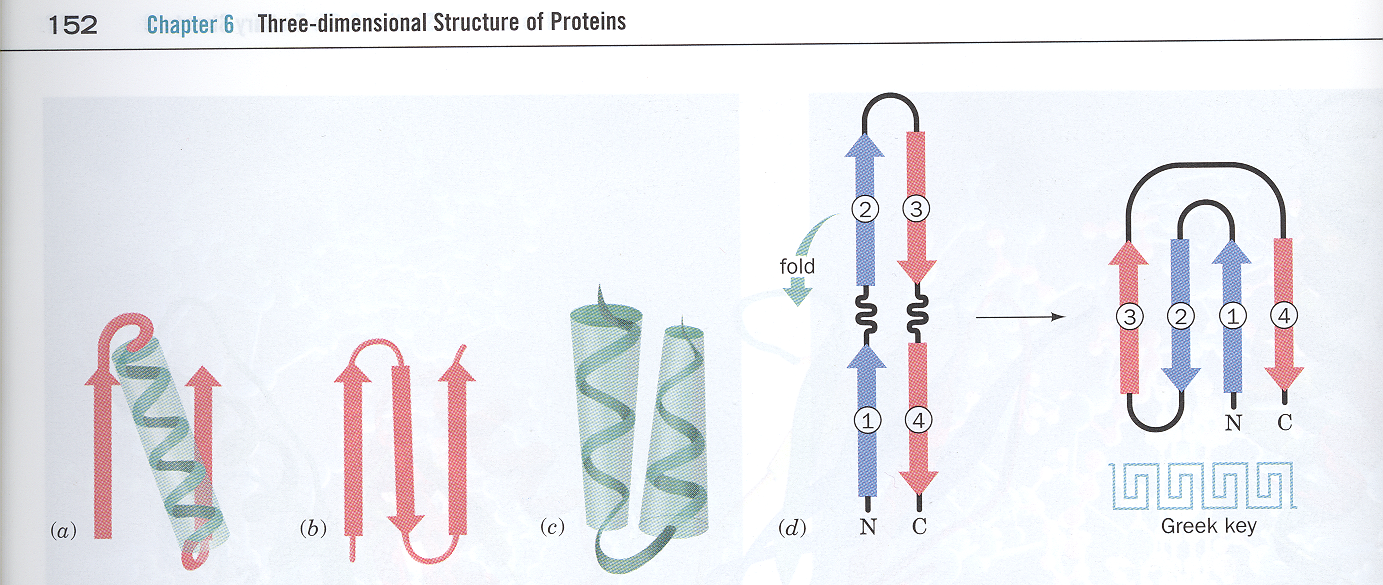 152 Chapter 6 Three-dimensional Structure of Proteins
(a)
(b)
(c)
fold
2 3
1 4
N C
(d)
3 2 1 4
N C
Greek key